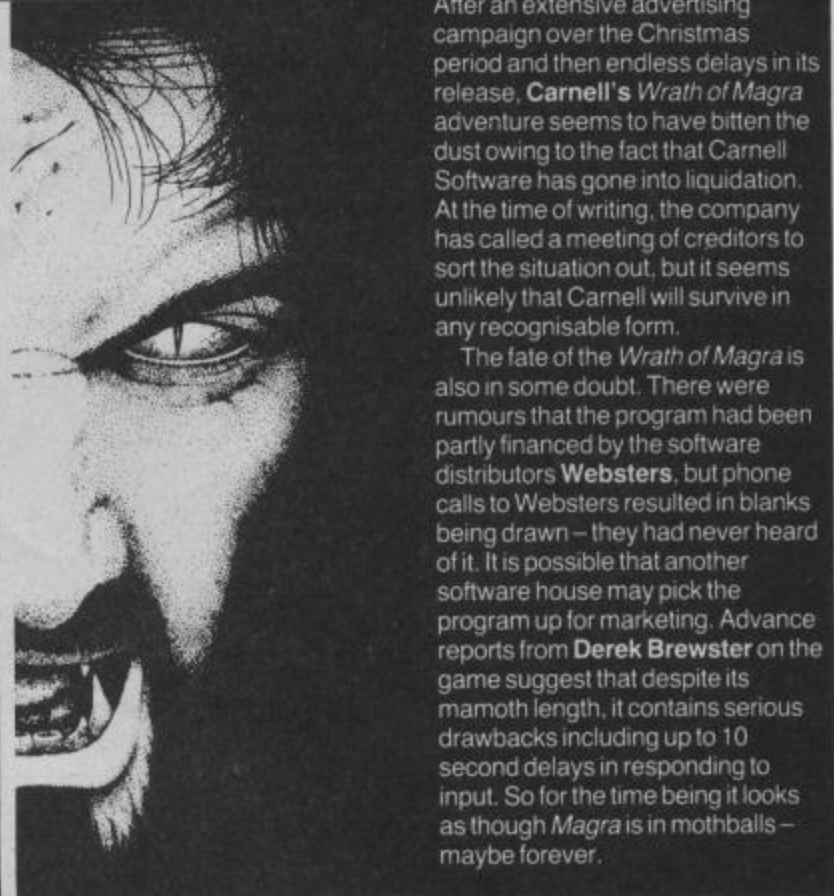 After an extensive advertising
campaign over the Christmas
period and then endless delays in its
release, Carnell's Wrath of Magra
adventure seems to have bitten the
dust owing to the fact that Carnell
Software has gone into liquidation.
At the time of writing, the company
has called a meeting of creditors to
sort the situation out, but it seems
unlikely that Carnell will survive in
any recognisable form.
The fate of the Wrath of Magra is
also in some doubt. There were
rumours that the program had been
partly financed by the software
distributors Websters, but phone
calls to Websters resulted in blanks
being drawn – they had never heard
of it. It is possible that another
software house may pick the
program up for marketing. Advance
reports from Derek Brewster on the
game suggest that despite its
mamoth length, it contains serious
drawbacks including up to 10
second delays in responding to
input. So for the time being it looks
as though Magra is in mothballs –
maybe forever.